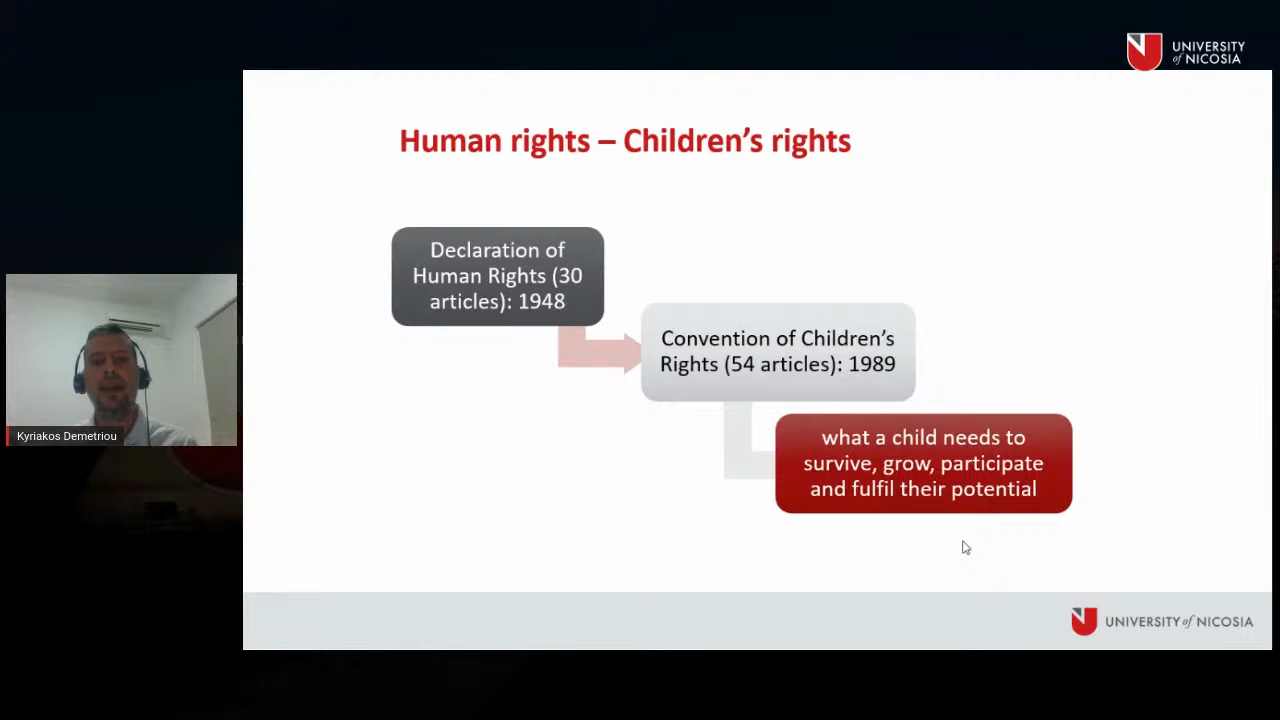 UNIVERSITY
of NICOSIA
Human rights – Children's rights
Declaration of
Human Rights (30
articles): 1948
Convention of Children's
Rights (54 articles): 1989
what a child needs to
survive, grow, participate
and fulfil their potential
Kyriakos Demetriou
UNIVERSITY of NICOSIA